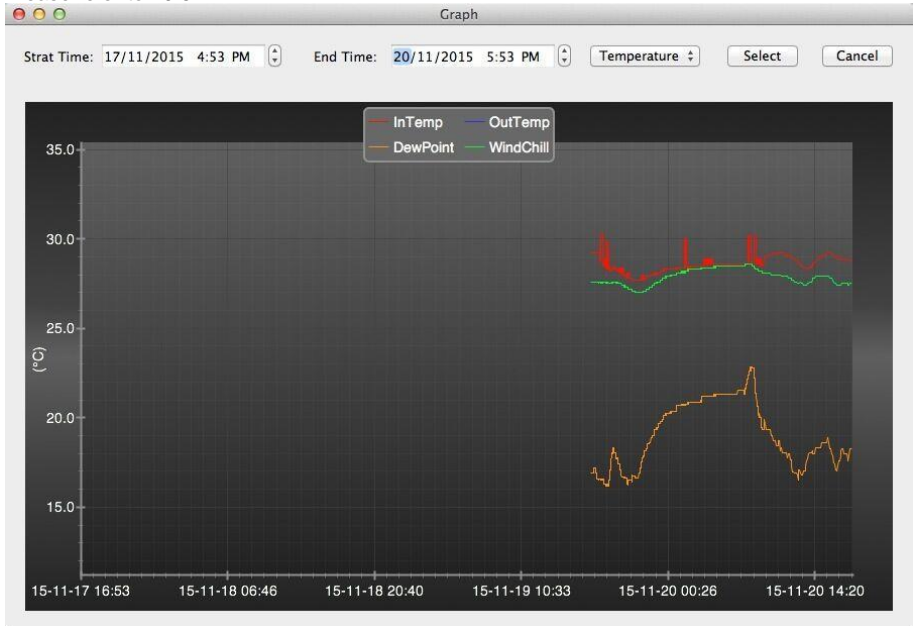 Graph
Strat Time: 17/11/2015 4:53 PM End Time: 20/11/2015 5:53 PM Temperature Select Cancel
InTemp OutTemp
DewPoint WindChill
35.0
30.0
25.0
(°C)
20.0
15.0
15-11-17 16:53 15-11-18 06:46 15-11-18 20:40 15-11-19 10:33 15-11-20 00:26 15-11-20 14:20